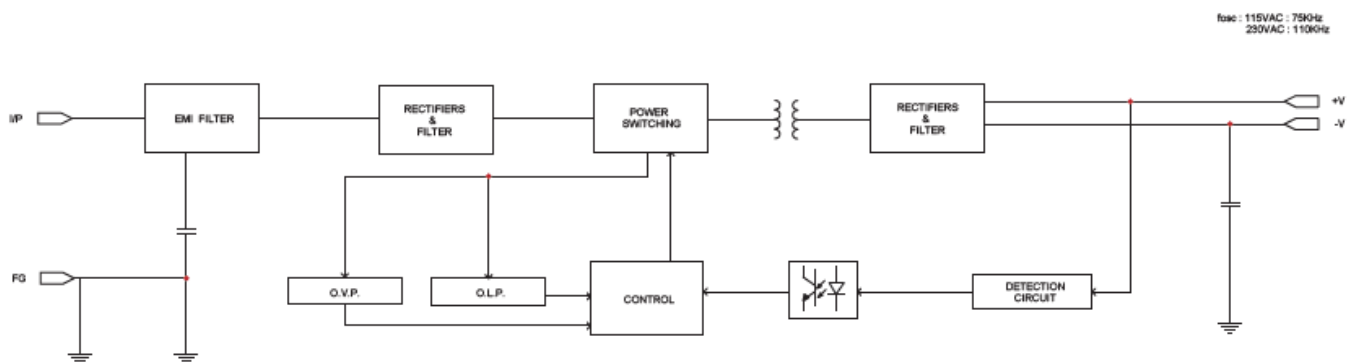 fosc : 115VAC : 75KHz
230VAC : 110KHz
I/P
EMI FILTER
RECTIFIERS
&
FILTER
POWER
SWITCHING
RECTIFIERS
&
FILTER
+V
-V
FG
O.V.P.
O.L.P.
CONTROL
DETECTION
CIRCUIT